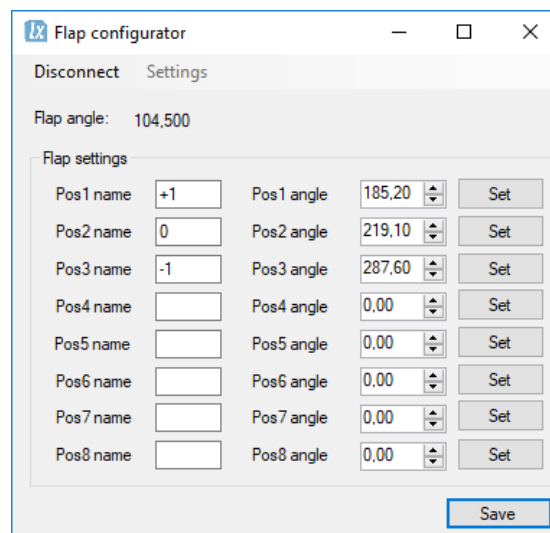 lx Flap configurator
Disconnect Settings
Flap angle: 104,500
Flap settings
Pos1 name +1 Pos1 angle 185,20 Set
Pos2 name 0 Pos2 angle 219,10 Set
Pos3 name -1 Pos3 angle 287,60 Set
Pos4 name Pos4 angle 0,00 Set
Pos5 name Pos5 angle 0,00 Set
Pos6 name Pos6 angle 0,00 Set
Pos7 name Pos7 angle 0,00 Set
Pos8 name Pos8 angle 0,00 Set
Save